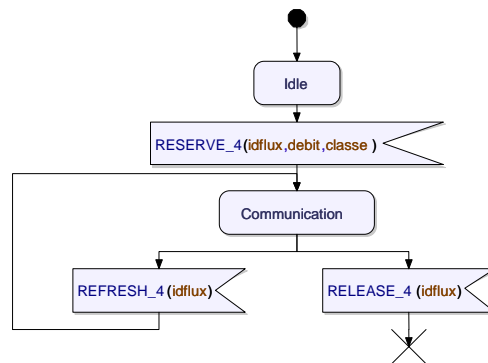 Idle
RESERVE_4(idflux,debit,classe )
Communication
REFRESH_4(idflux)
RELEASE_4 (idflux)